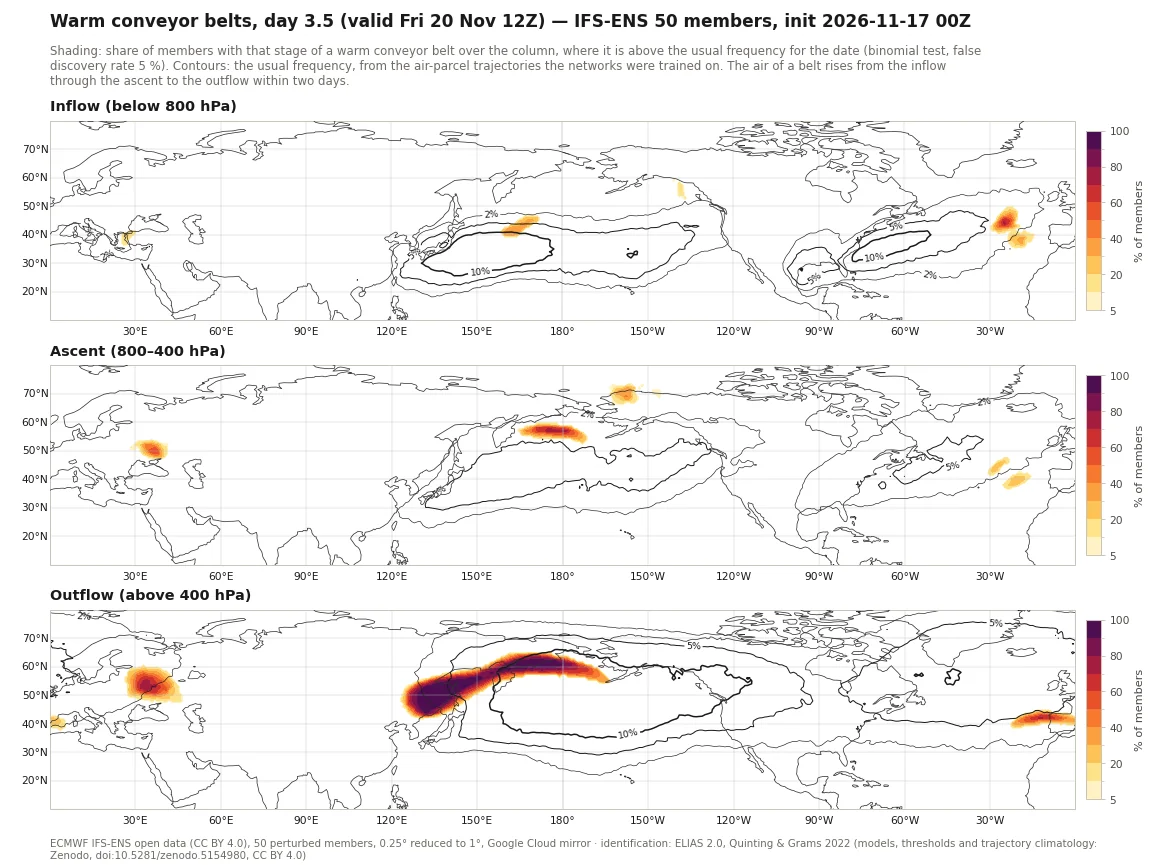 Warm conveyor belts, day 3.5 (valid Fri 20 Nov 12Z) — IFS-ENS 50 members, init 2026-11-17 00Z
Shading: share of members with that stage of a warm conveyor belt over the column, where it is above the usual frequency for the date (binomial test, false
discovery rate 5 %). Contours: the usual frequency, from the air-parcel trajectories the networks were trained on. The air of a belt rises from the inflow
through the ascent to the outflow within two days.
Inflow (below 800 hPa)
70°N
60°N
50°N
40°N
30°N
20°N
2%
2%
5%
10%
5%
10%
5%
2%
30°E 60°E 90°E 120°E 150°E 180° 150°W 120°W 90°W 60°W 30°W
100
80
60
40
20
5
% of members
Ascent (800–400 hPa)
70°N
60°N
50°N
40°N
30°N
20°N
2%
2%
5%
30°E 60°E 90°E 120°E 150°E 180° 150°W 120°W 90°W 60°W 30°W
100
80
60
40
20
5
% of members
Outflow (above 400 hPa)
70°N
60°N
50°N
40°N
30°N
20°N
2%
5%
10%
5%
30°E 60°E 90°E 120°E 150°E 180° 150°W 120°W 90°W 60°W 30°W
100
80
60
40
20
5
% of members
ECMWF IFS-ENS open data (CC BY 4.0), 50 perturbed members, 0.25° reduced to 1°, Google Cloud mirror · identification: ELIAS 2.0, Quinting & Grams 2022 (models, thresholds and trajectory climatology:
Zenodo, doi:10.5281/zenodo.5154980, CC BY 4.0)